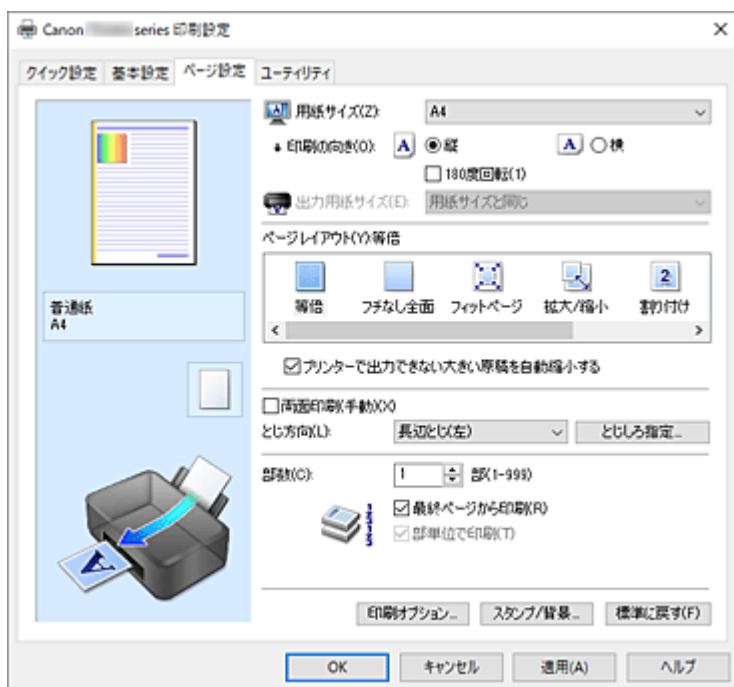 Canon series 印刷設定
クイック設定 基本設定 ページ設定 ユーティリティ
用紙サイズ(Z): A4
印刷の向き(O): A 縦 A 横
180度回転(1)
出力用紙サイズ(E): 用紙サイズと同じ
ページレイアウト(Y):等倍
2
等倍 フチなし全面 フィットページ 拡大/縮小 割り付け
普通紙
A4
プリンターで出力できない大きい原稿を自動縮小する
両面印刷(手動)(X)
とじ方向(L): 長辺とじ(左) とじしろ指定...
部数(C): 1 部(1-999)
最終ページから印刷(R)
部単位で印刷(T)
A
印刷オプション... スタンプ/背景... 標準に戻す(F)
OK キャンセル 適用(A) ヘルプ